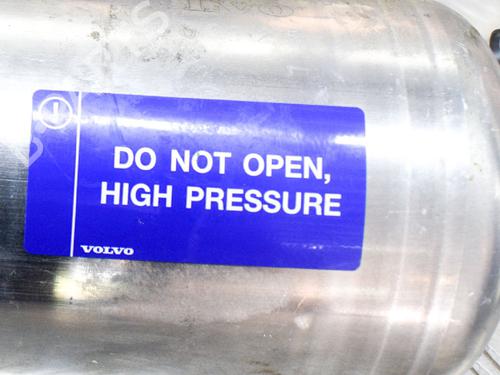 DO NOT OPEN,
HIGH PRESSURE
VOLVO